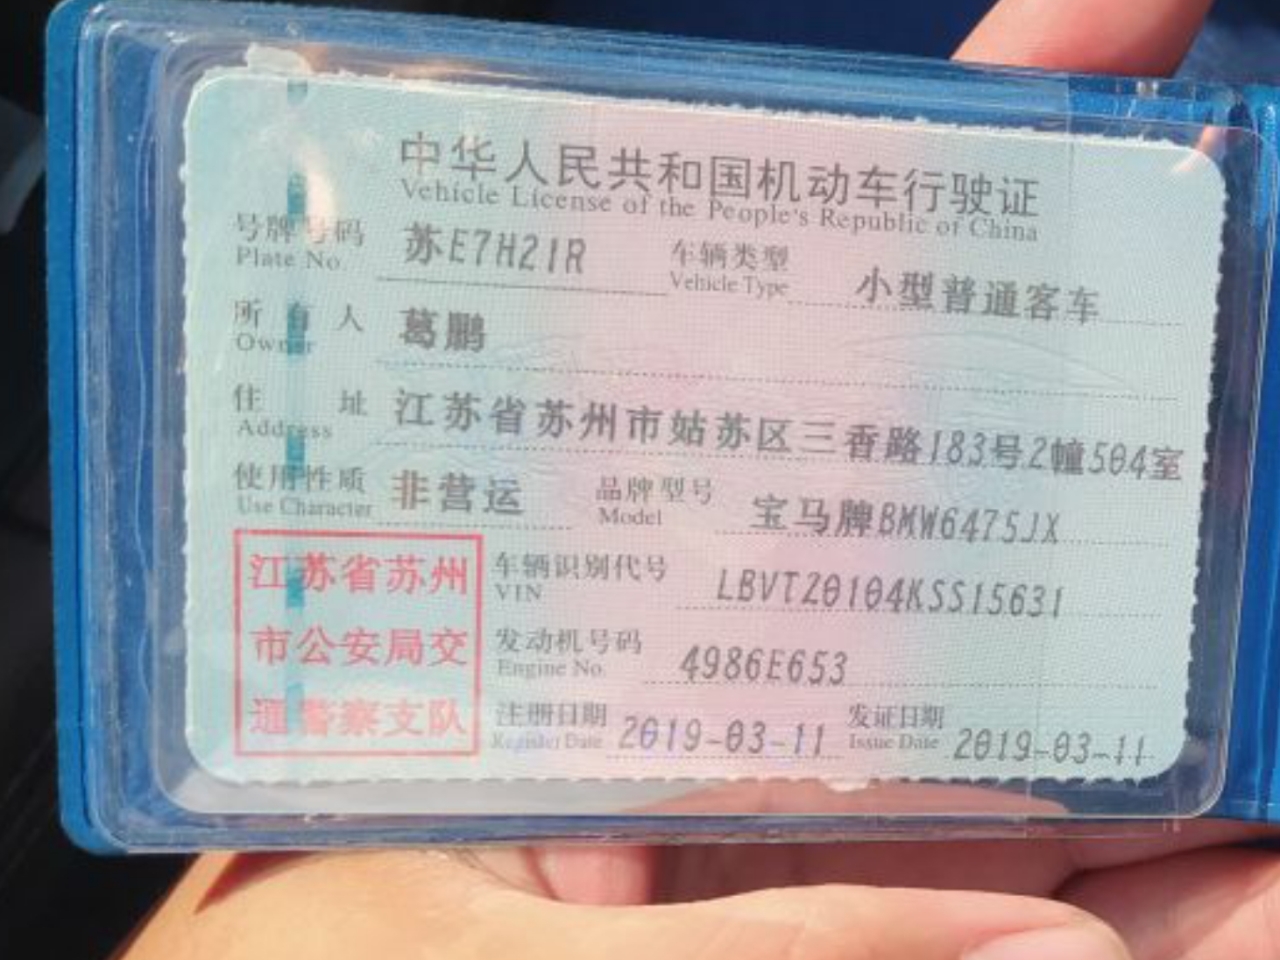 中华人民共和国机动车行驶证
Vehicle License of the People's Republic of China
号牌号码 苏E7H21R 车辆类型 小型普通客车
Plate No. Vehicle Type
所有人 葛鹏
Owner
住址 江苏省苏州市姑苏区三香路183号2幢504室
Address
使用性质 非营运 品牌型号 宝马牌BMW6475JX
Use Character Model
江苏省苏州
市公安局交
通警察支队
车辆识别代号 LBVTZ0104KSS15631
VIN
发动机号码 4986E653
Engine No.
注册日期 2019-03-11 发证日期 2019-03-11
Register Date Issue Date